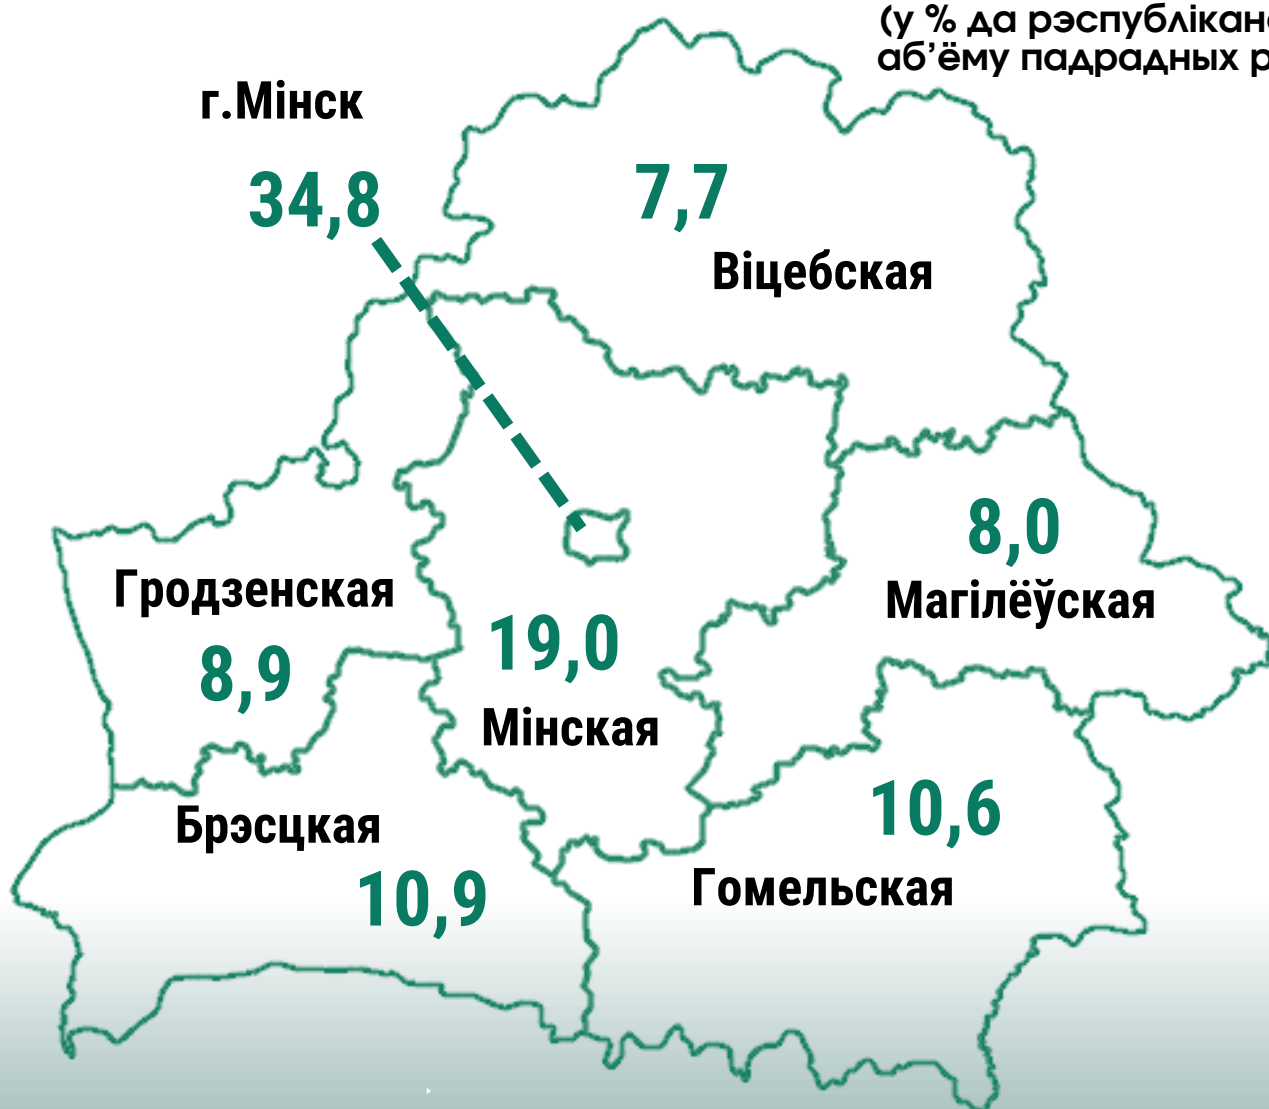 (у % да
аб’ёму падрадных
г.Мінск
34,8
7,7
Віцебская
8,0
Магілёўская
Гродзенская
8,9
19,0
Мінская
10,6
Гомельская
Брэсцкая
10,9